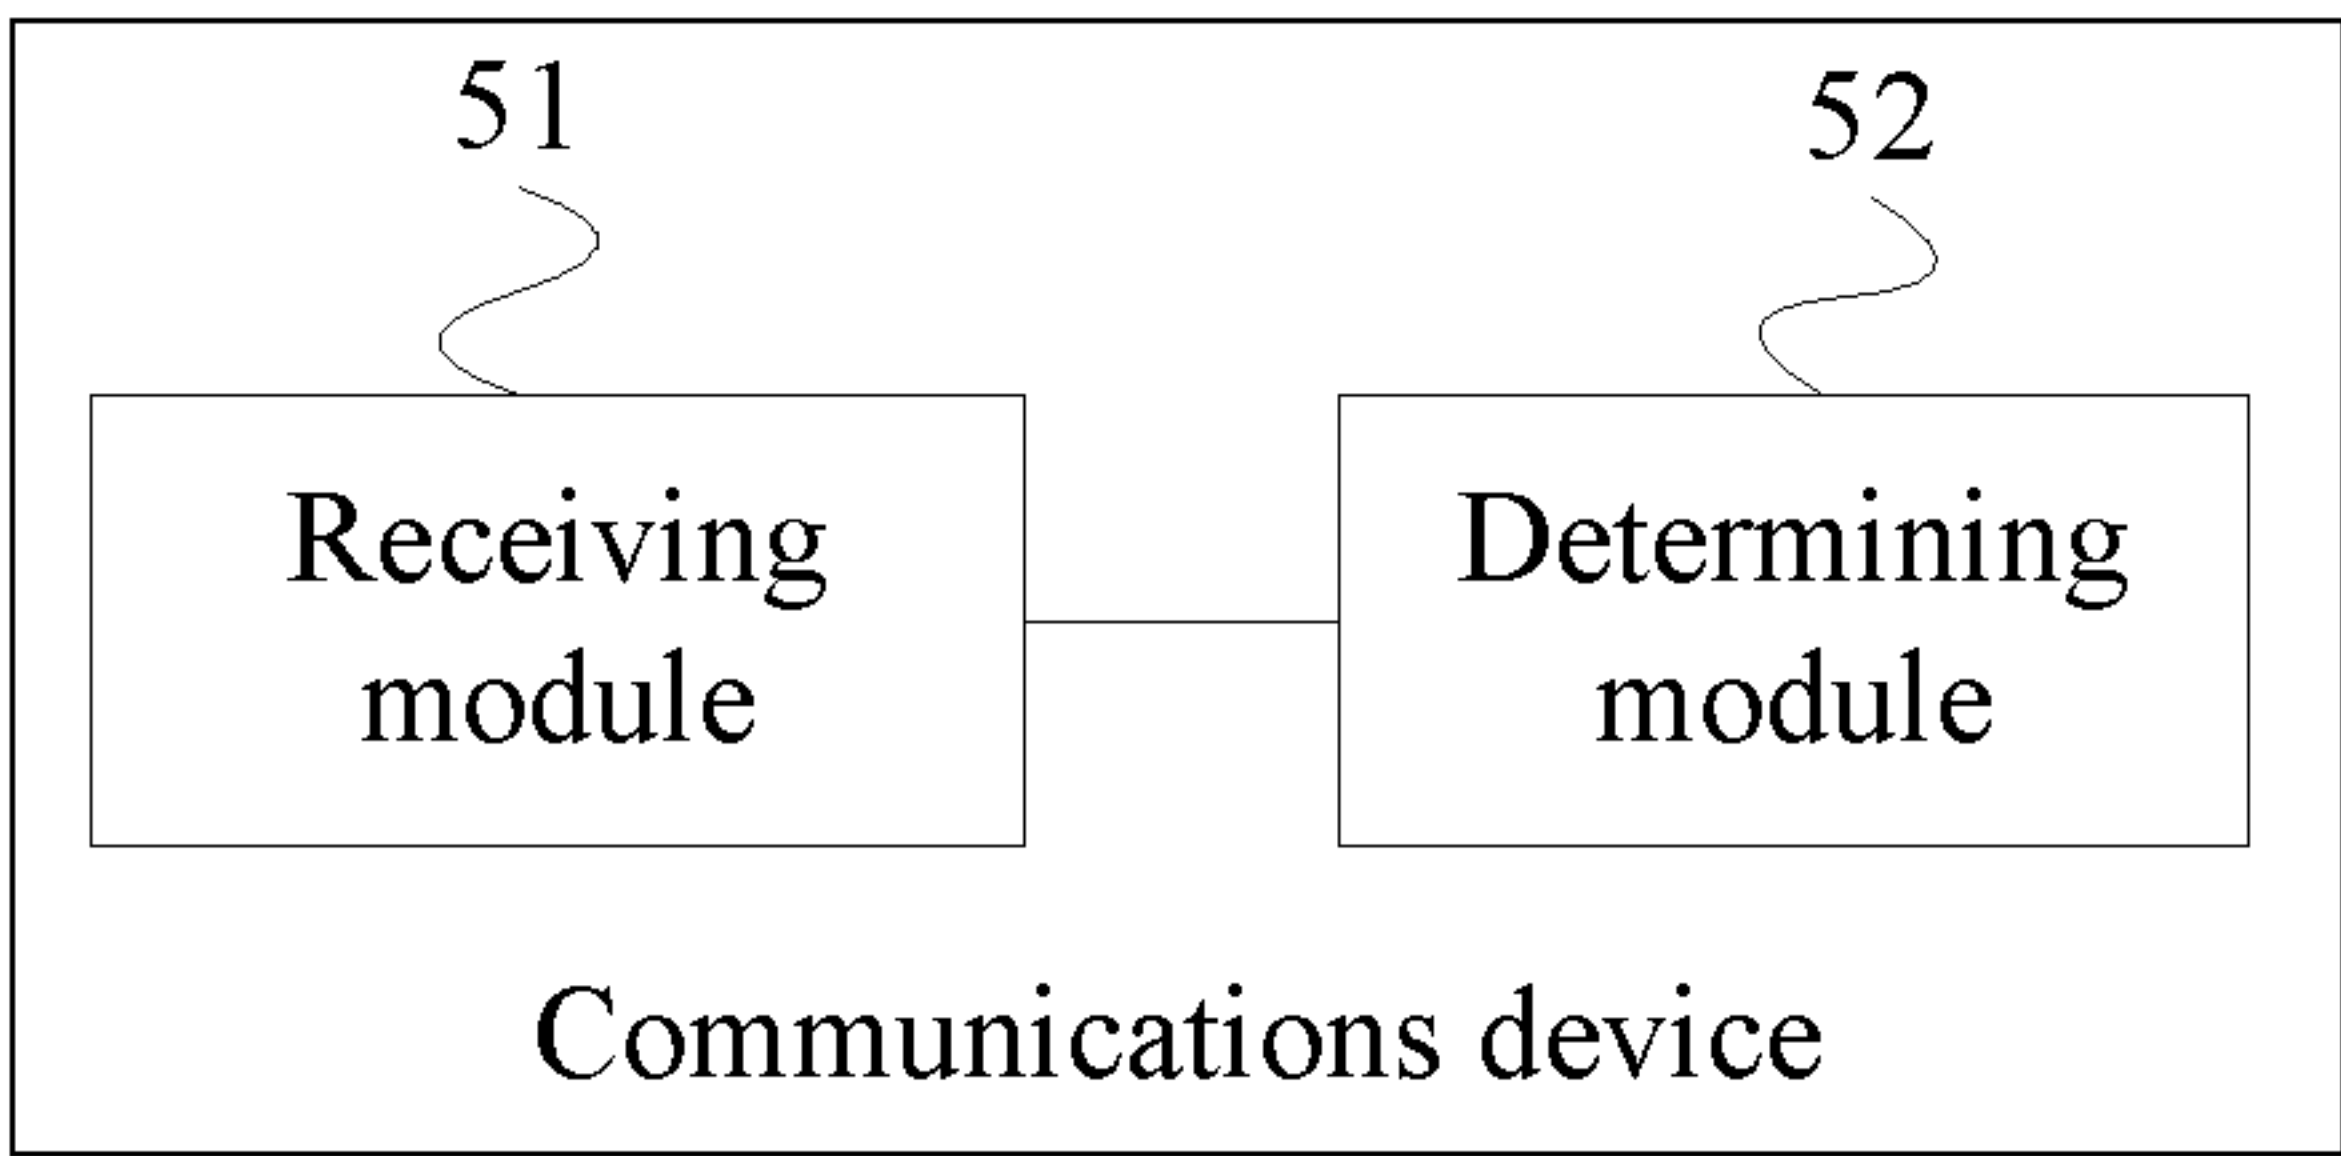 51
52
Receiving
module
Determining
module
Communications device